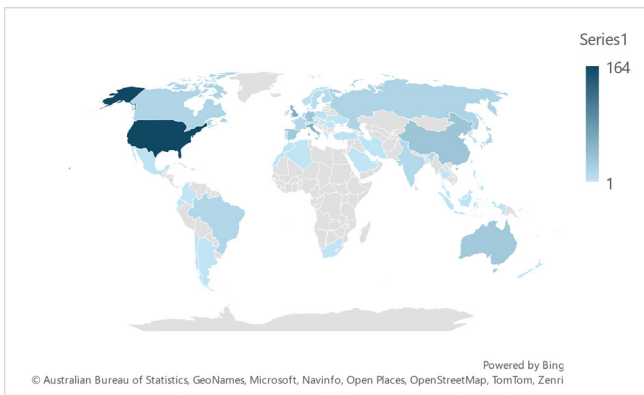 Series1
164
1
Powered by Bing
© Australian Bureau of Statistics, GeoNames, Microsoft, Navinfo, Open Places, OpenStreetMap, TomTom, Zenri